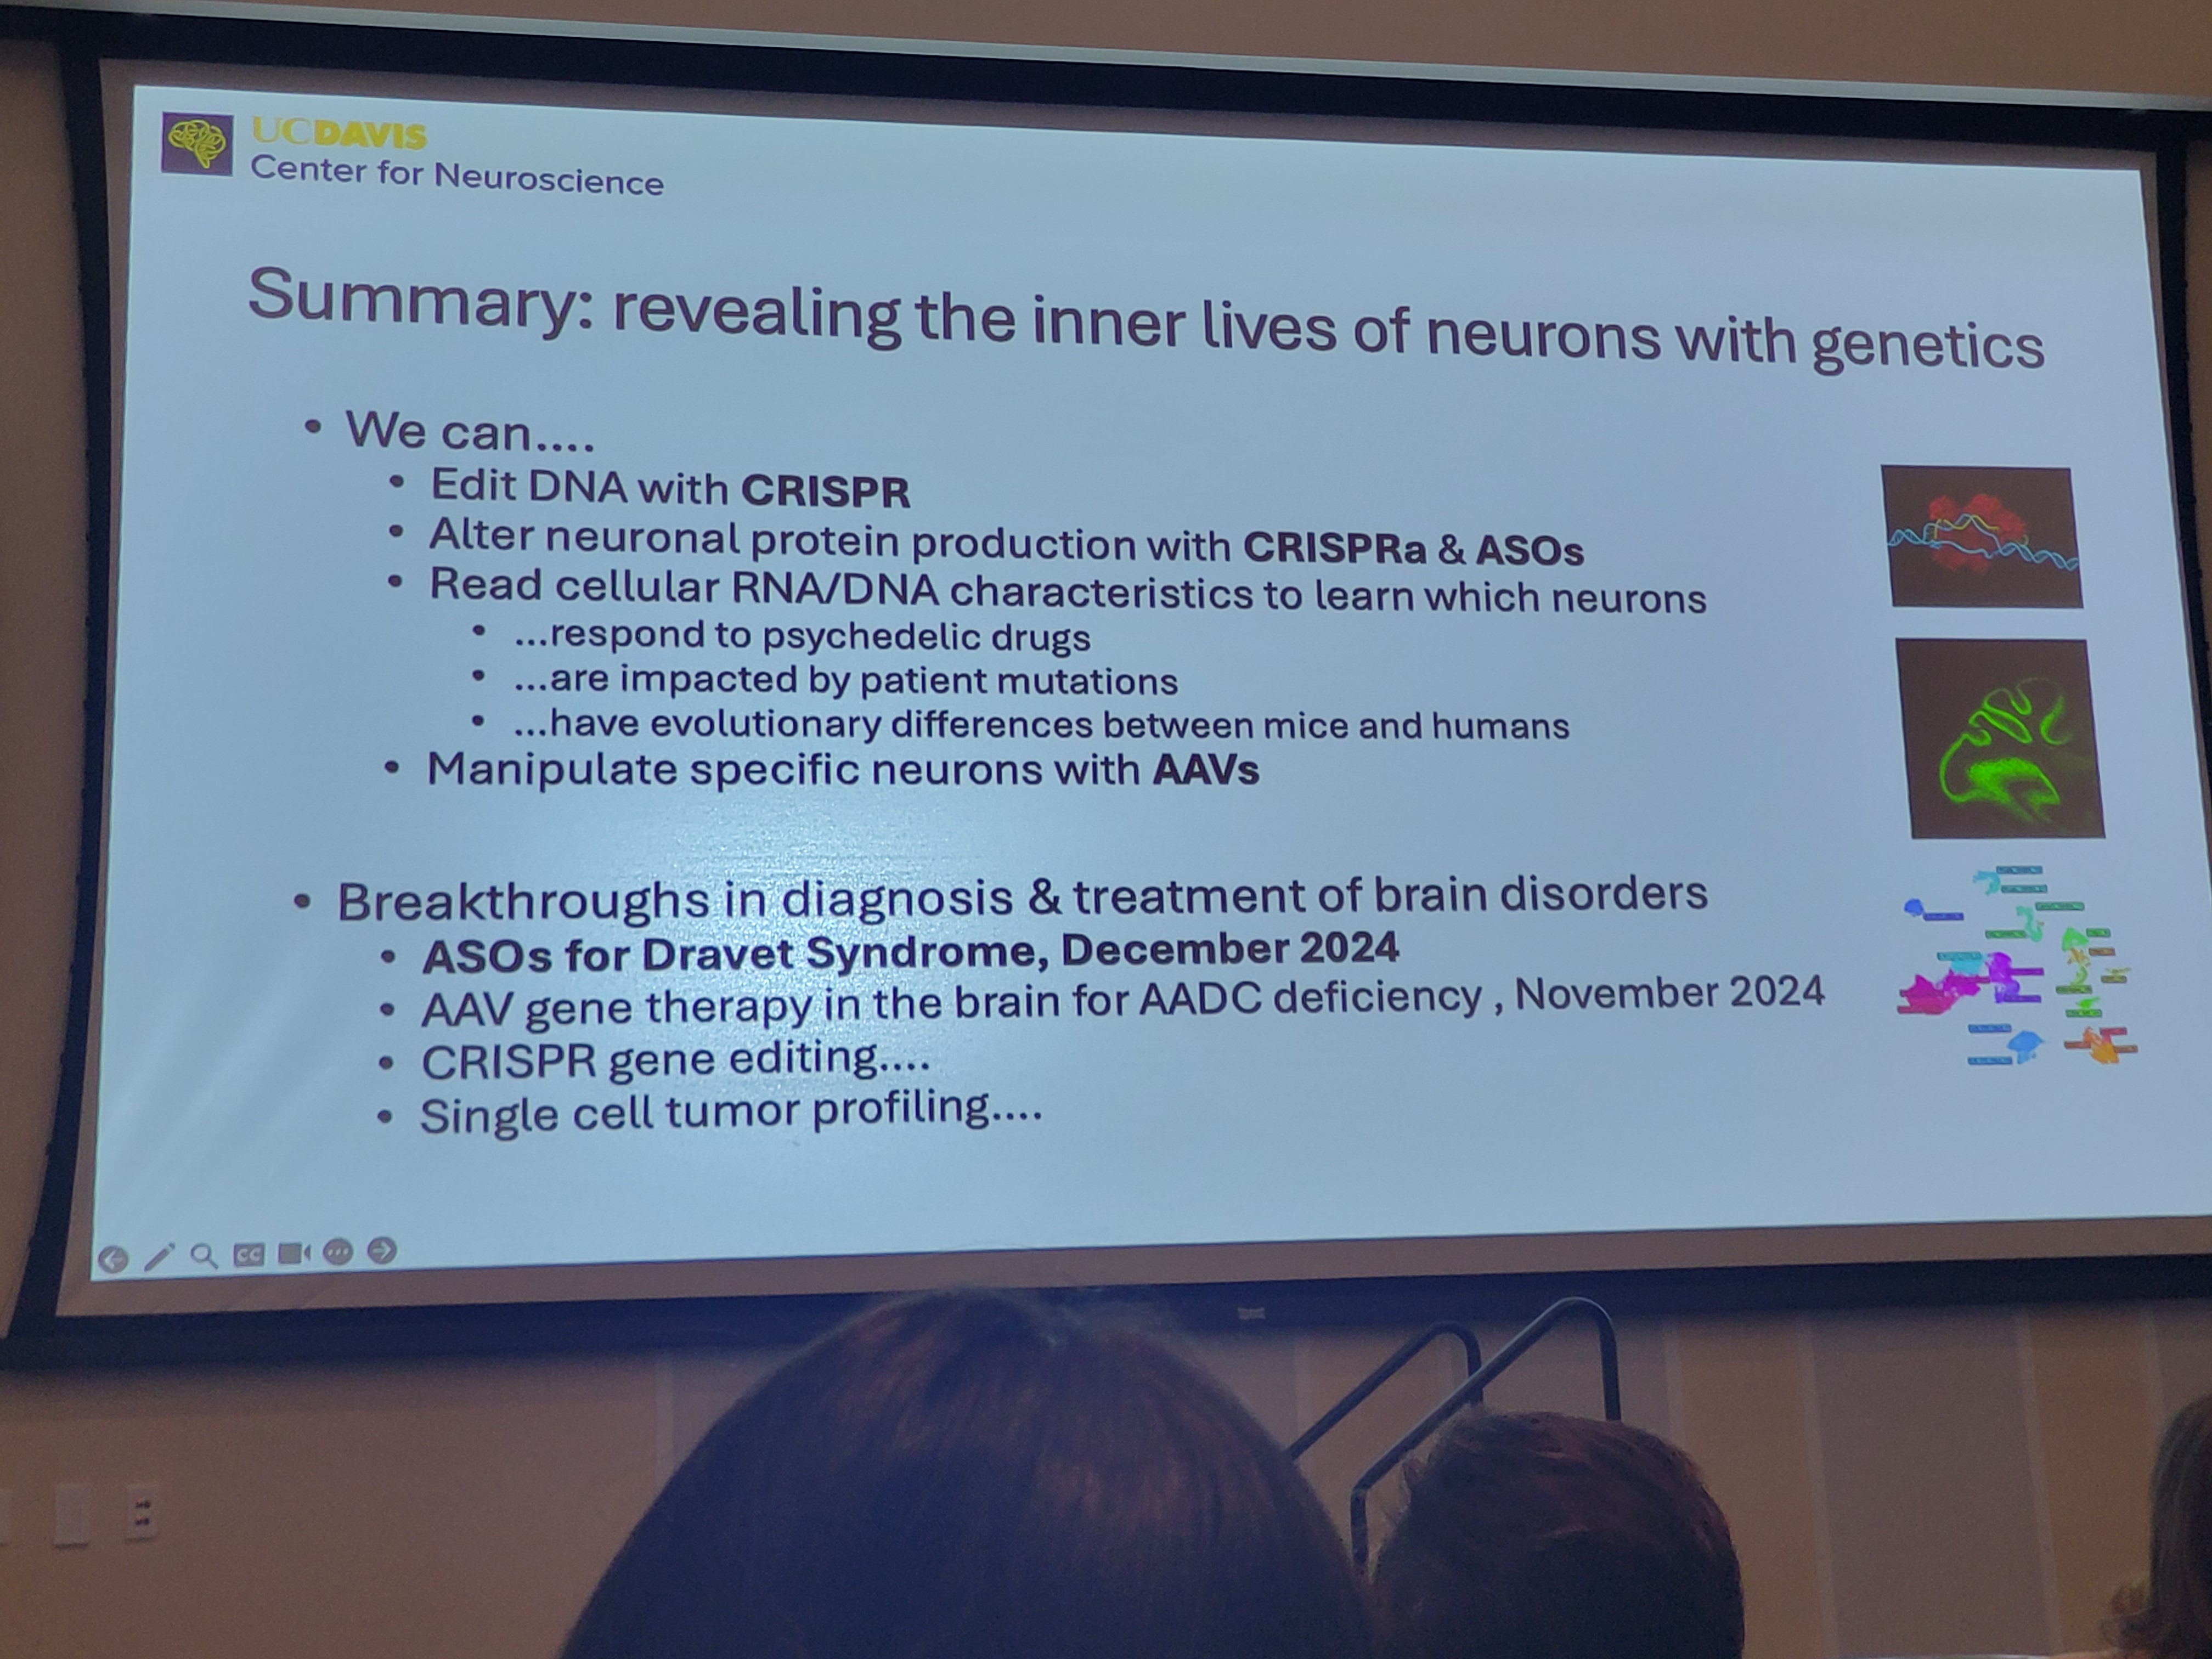 UCDAVIS
Center for Neuroscience
Summary: revealing the inner lives of neurons with genetics
• We can....
• Edit DNA with CRISPR
• Alter neuronal protein production with CRISPRa & ASOs
• Read cellular RNA/DNA characteristics to learn which neurons
• ...respond to psychedelic drugs
• ...are impacted by patient mutations
• ...have evolutionary differences between mice and humans
• Manipulate specific neurons with AAVs
• Breakthroughs in diagnosis & treatment of brain disorders
• ASOs for Dravet Syndrome, December 2024
• AAV gene therapy in the brain for AADC deficiency , November 2024
• CRISPR gene editing....
• Single cell tumor profiling....
CC